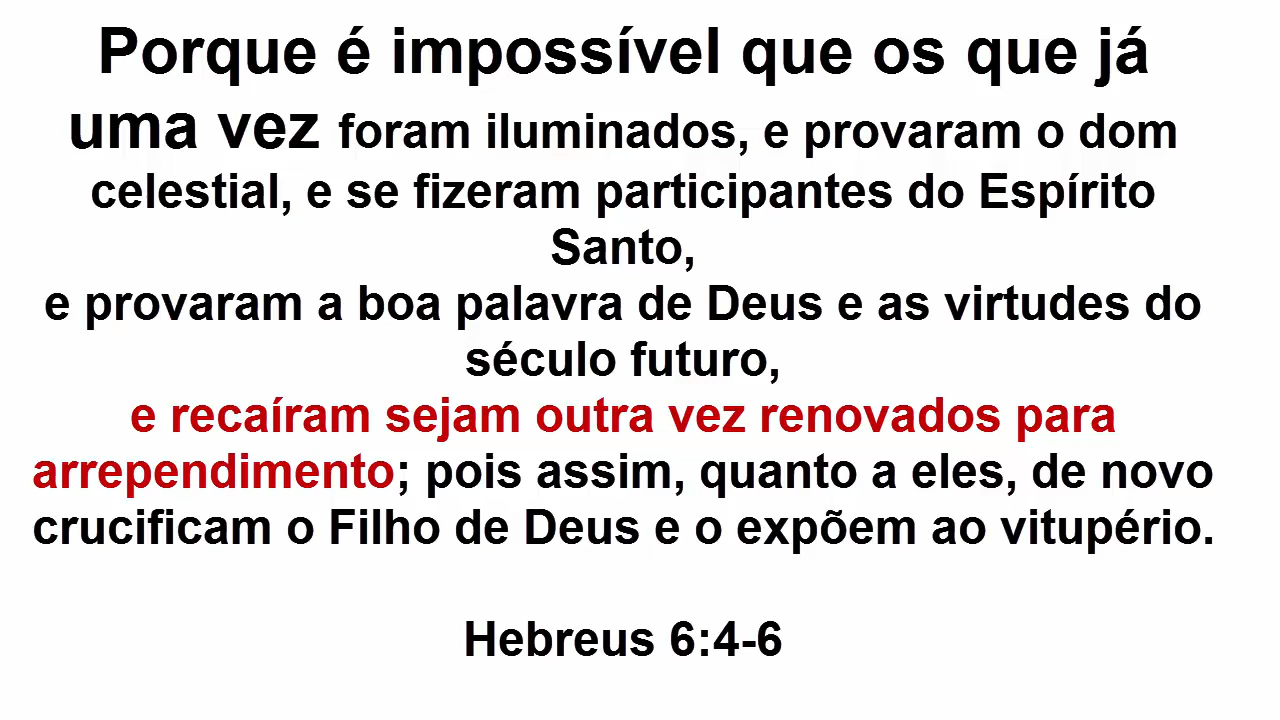 Porque é impossível que os que já
uma vez foram iluminados, e provaram o dom
celestial, e se fizeram participantes do Espírito
Santo,
e provaram a boa palavra de Deus e as virtudes do
século futuro,
e recaíram sejam outra vez renovados para
arrependimento; pois assim, quanto a eles, de novo
crucificam o Filho de Deus e o expõem ao vitupério.
Hebreus 6:4-6